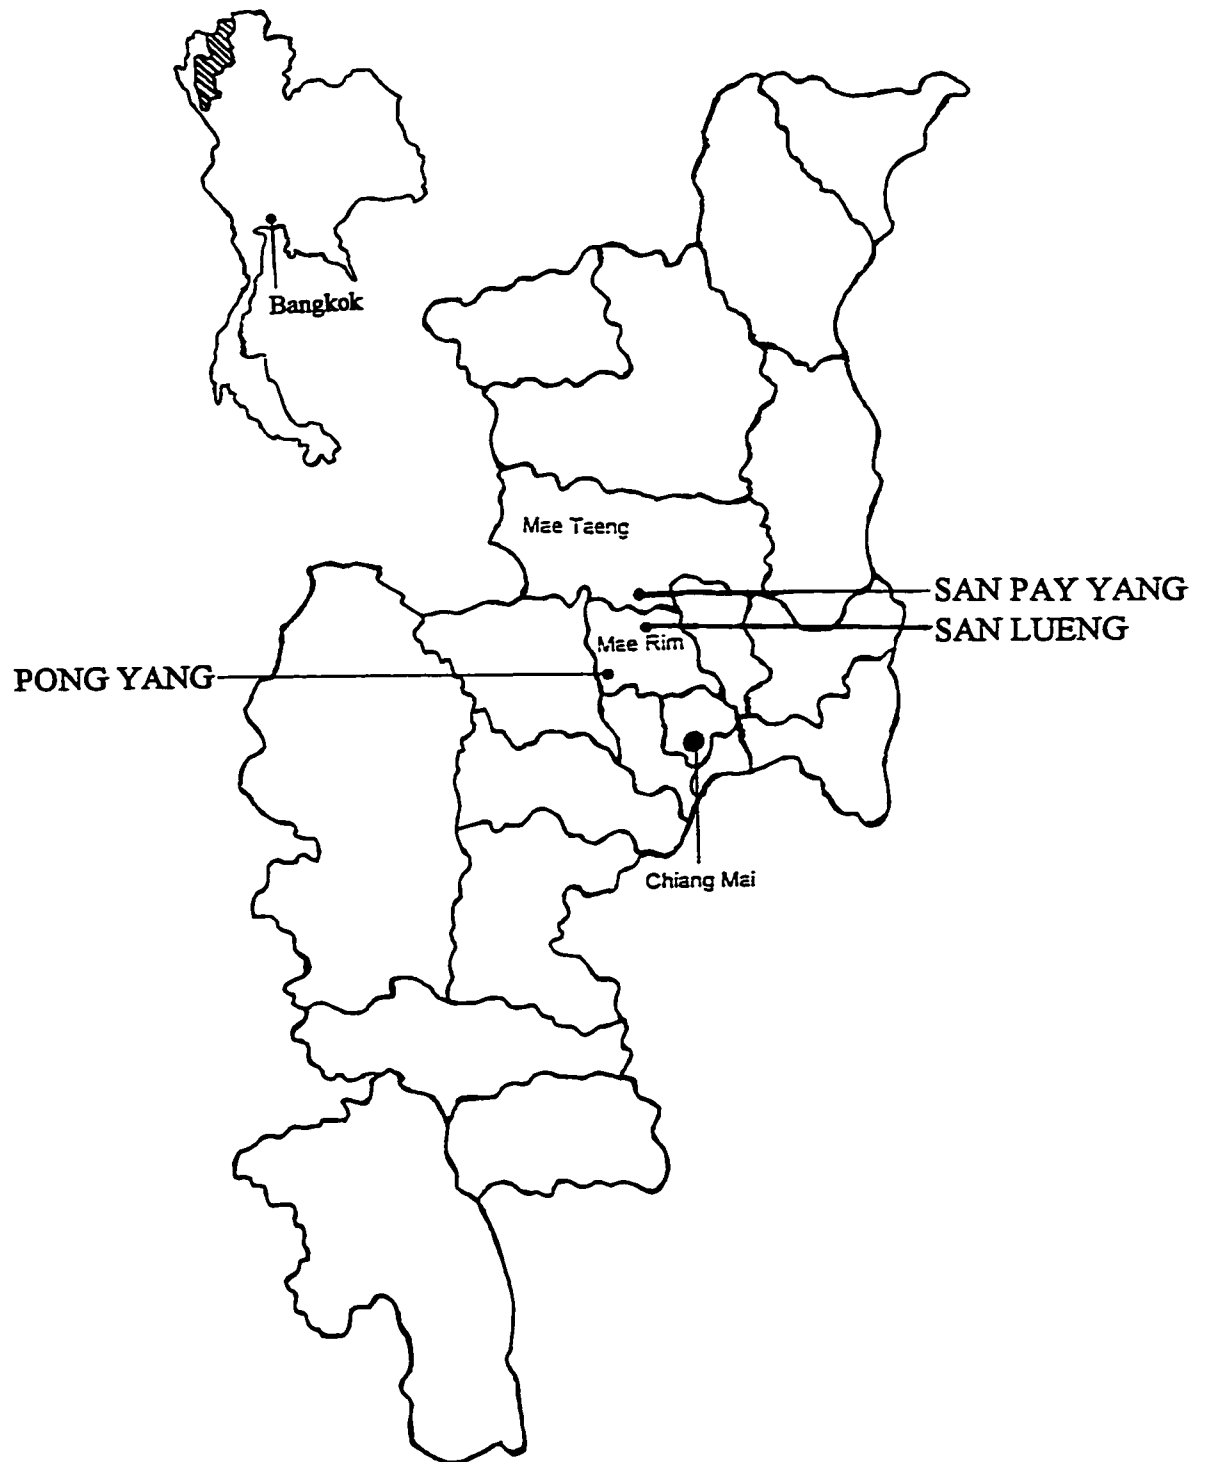 Bangkok
Mae Taeng
SAN PAY YANG
SAN LUENG
Mae Rim
PONG YANG
Chiang Mai